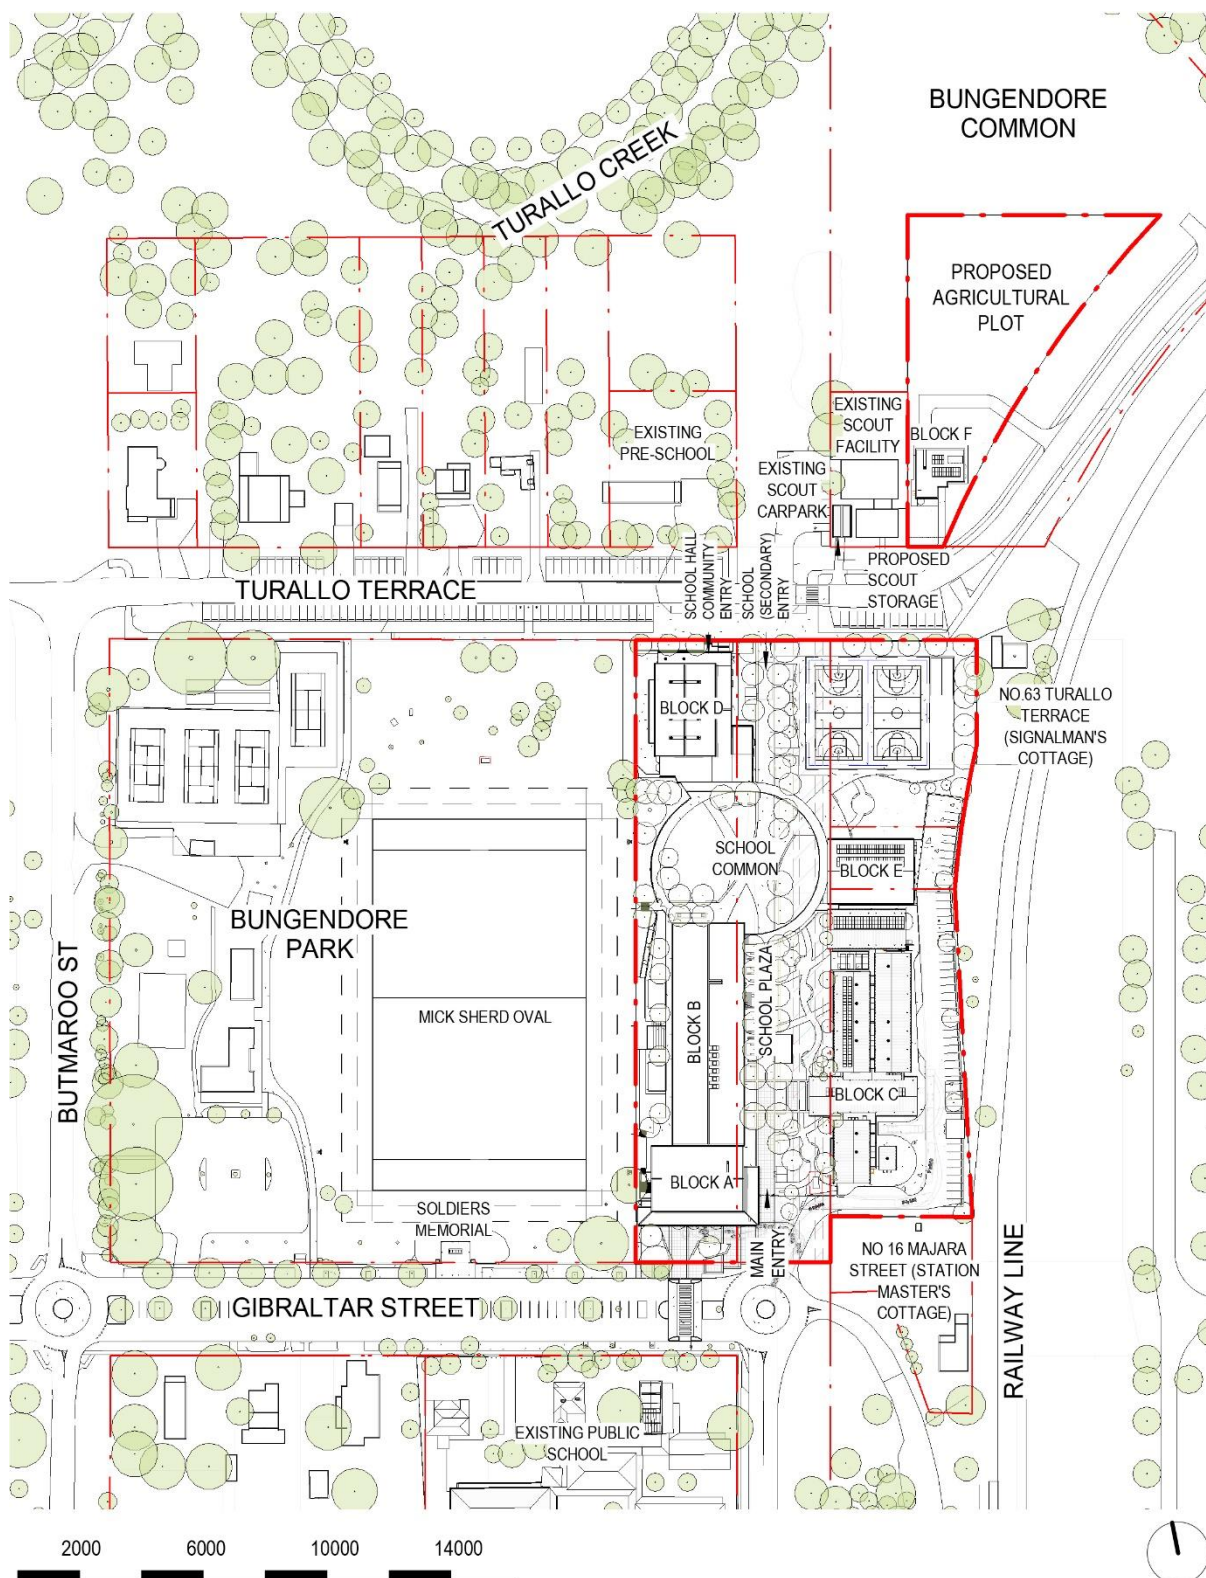 BUNGENDORE
COMMON
TURALLO CREEK
PROPOSED
AGRICULTURAL
PLOT
EXISTING
SCOUT
FACILITY
BLOCK F
EXISTING
PRE-SCHOOL
EXISTING
SCOUT
CARPARK
SCHOOL HALL
COMMUNITY
ENTRY
SCHOOL
(SECONDARY)
ENTRY
PROPOSED
SCOUT
STORAGE
TURALLO TERRACE
BLOCK D
NO.63 TURALLO
TERRACE
(SIGNALMAN'S
COTTAGE)
SCHOOL
COMMON
BLOCK E
BUNGENDORE
PARK
BUTMAROO ST
MICK SHERD OVAL
BLOCK B
SCHOOL PLAZA
BLOCK C
BLOCK A
SOLDIERS
MEMORIAL
MAIN
ENTRY
NO 16 MAJARA
STREET (STATION
MASTER'S
COTTAGE)
RAILWAY LINE
GIBRALTAR STREET
EXISTING PUBLIC
SCHOOL
2000 6000 10000 14000